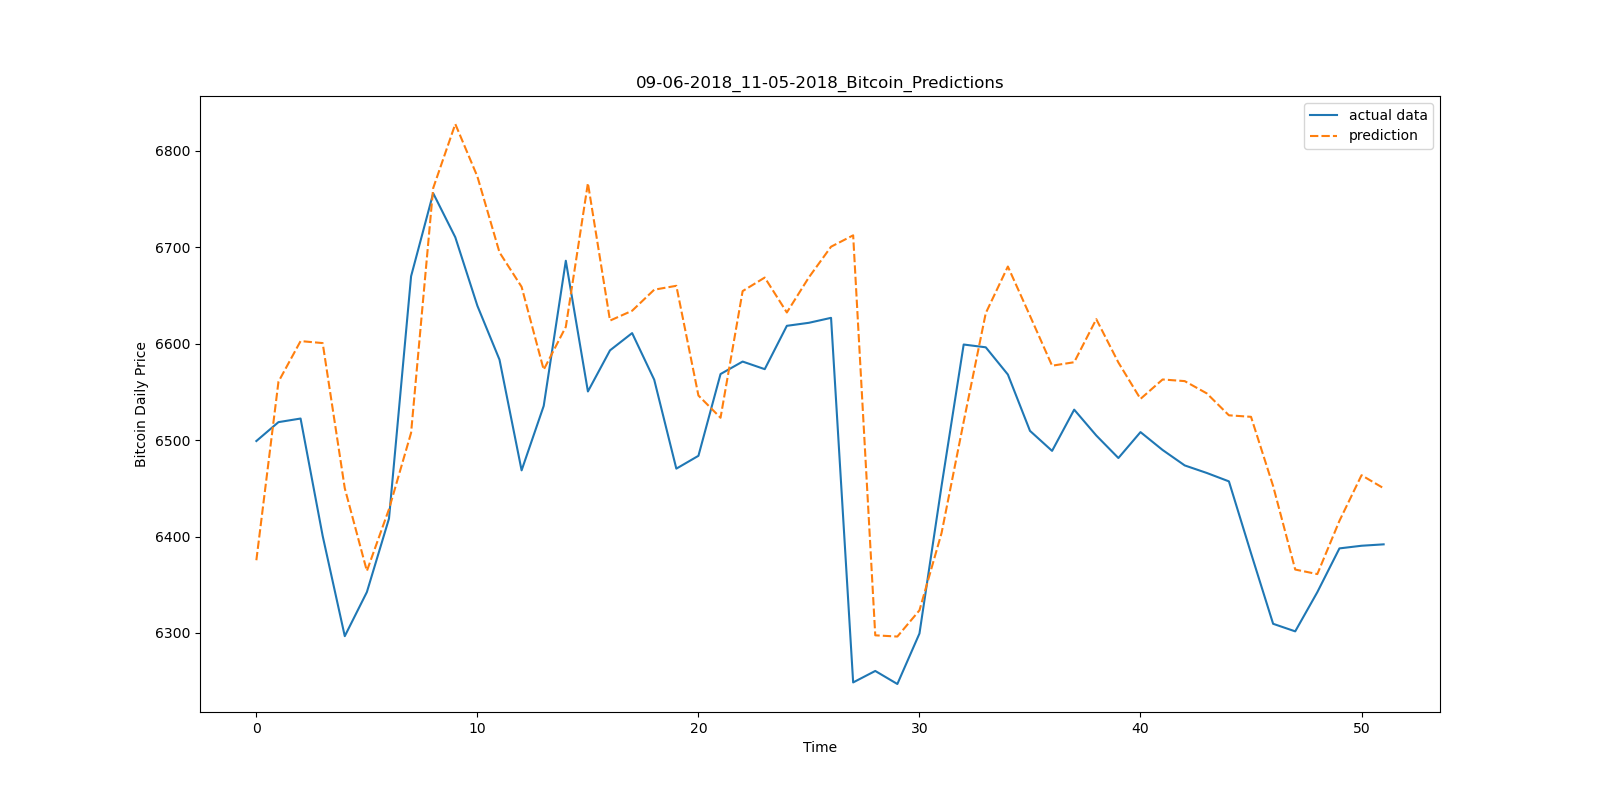 09-06-2018_11-05-2018_Bitcoin_Predictions
actual data
prediction
6800
6700
6600
6500
6400
6300
Bitcoin Daily Price
0 10 20 30 40 50
Time